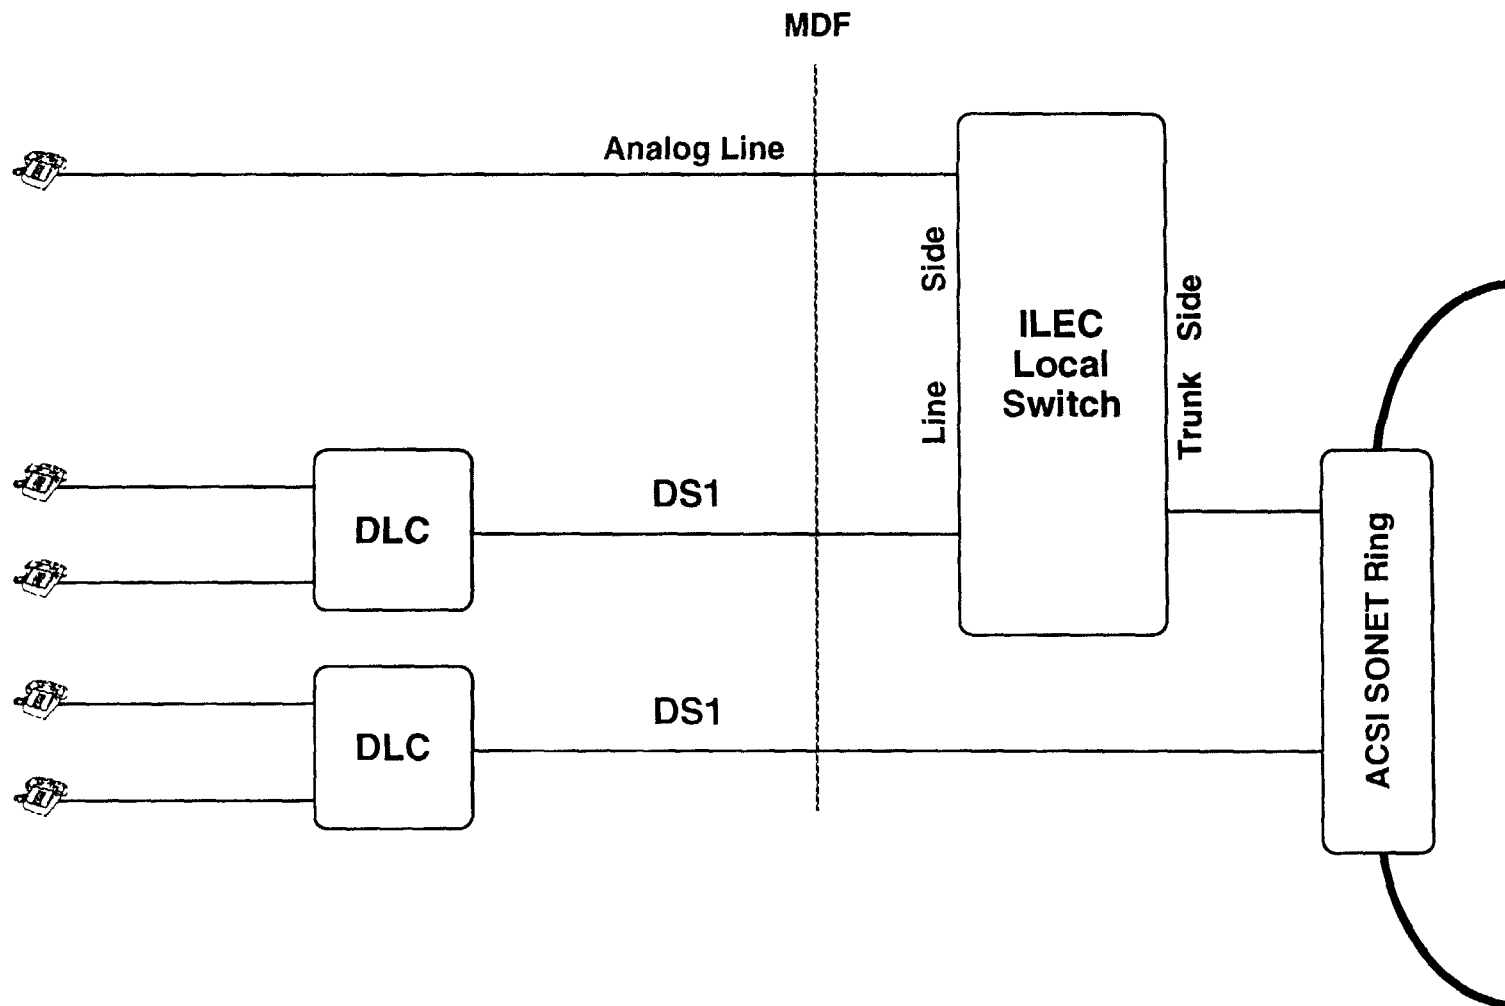 MDF
Analog Line
Line Side
ILEC
Local
Switch
Trunk Side
DLC
DS1
DLC
DS1
ACSI SONET Ring